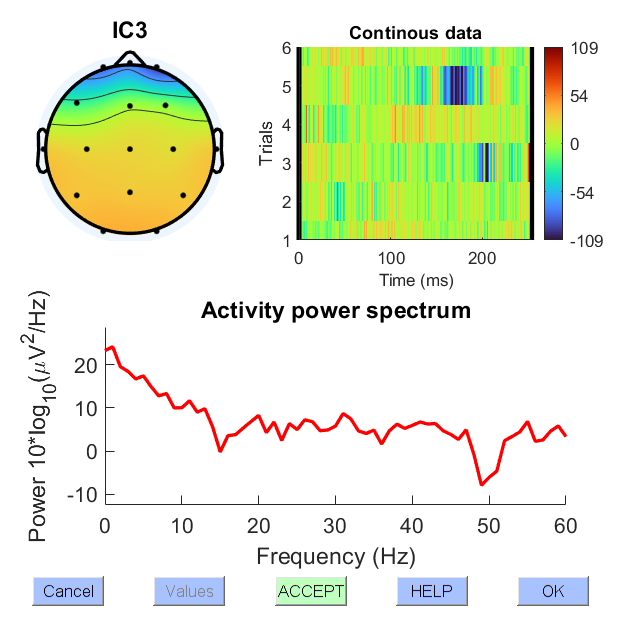 IC3
Continous data
6
5
4
3
2
1
Trials
0 100 200
Time (ms)
109
54
0
-54
-109
Activity power spectrum
Power 10*log10(μV2/Hz)
20
10
0
-10
0 10 20 30 40 50 60
Frequency (Hz)
Cancel Values ACCEPT HELP OK